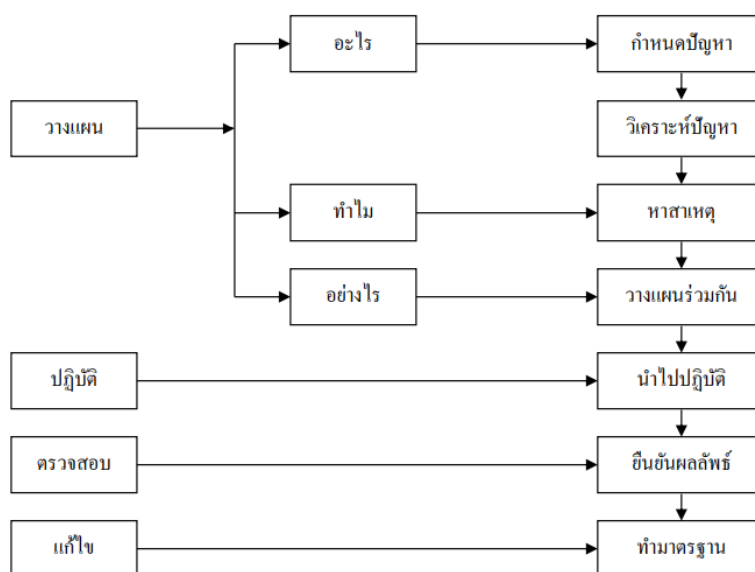 อะไร
กำหนดปัญหา
วางแผน
วิเคราะห์ปัญหา
ทำไม
หาสาเหตุ
อย่างไร
วางแผนร่วมกัน
ปฏิบัติ
นำไปปฏิบัติ
ตรวจสอบ
ยืนยันผลลัพธ์
แก้ไข
ทำมาตรฐาน